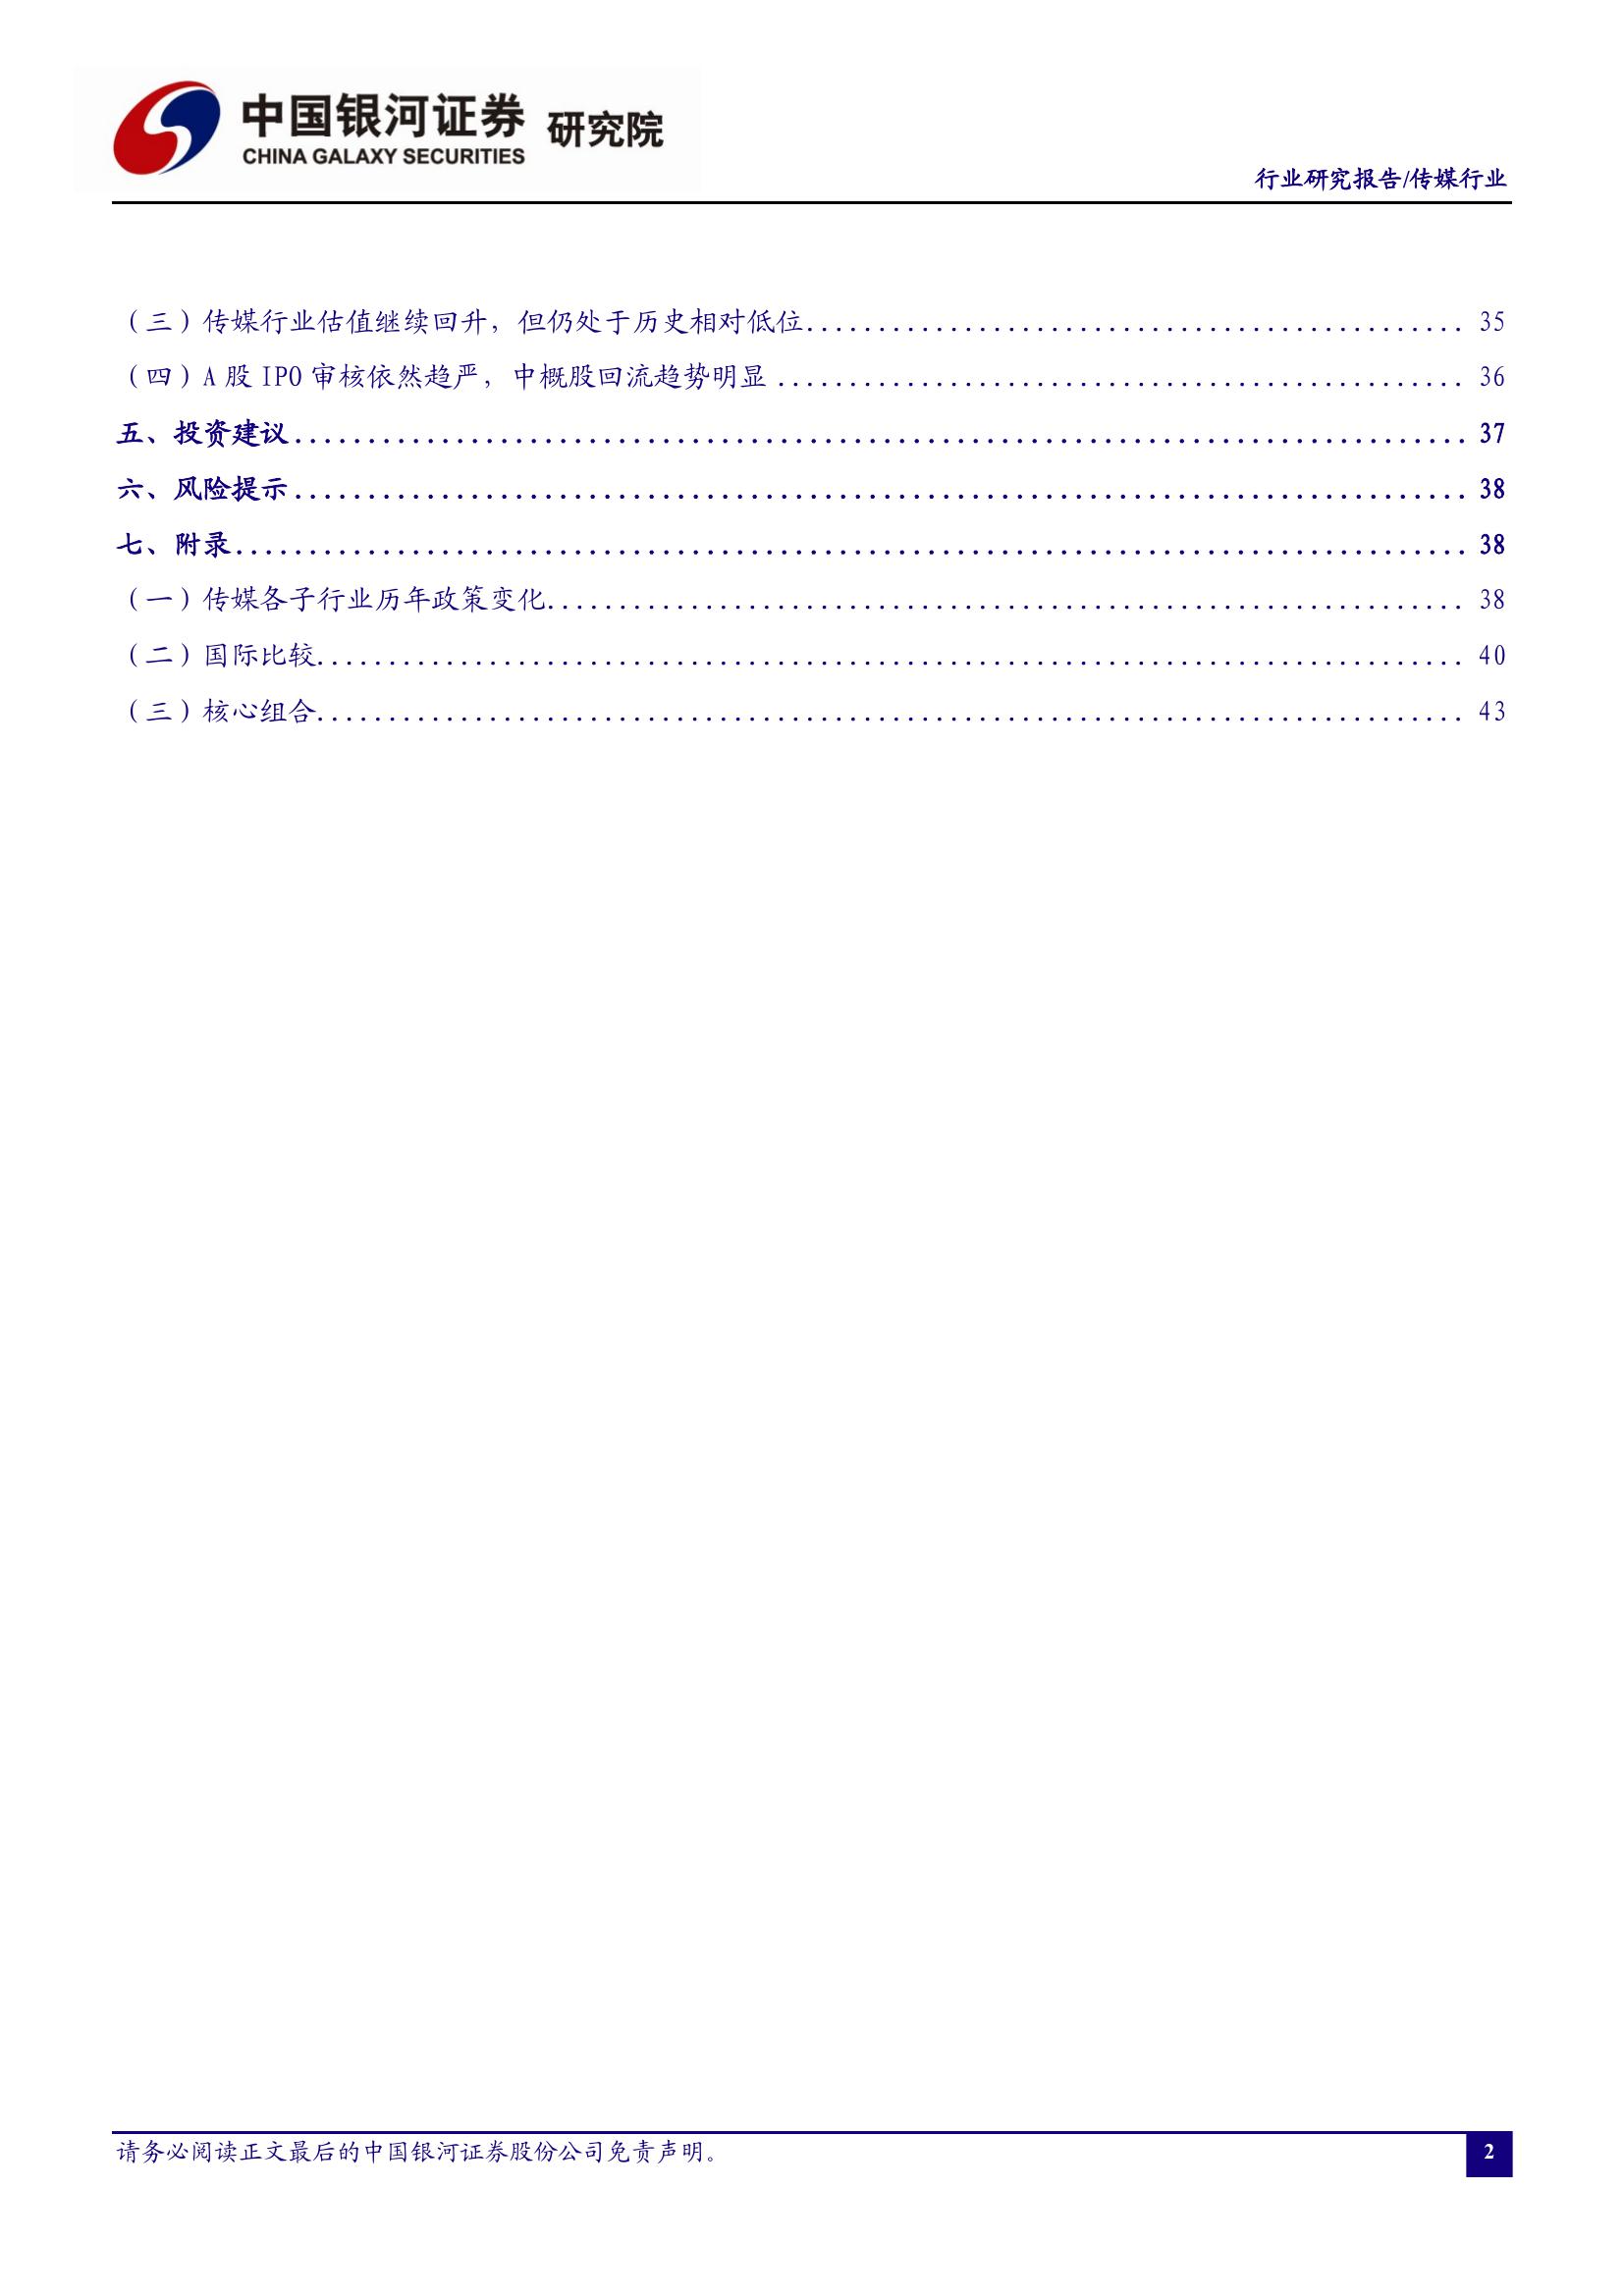 中国银河证券 研究院
CHINA GALAXY SECURITIES
行业研究报告/传媒行业
（三）传媒行业估值继续回升，但仍处于历史相对低位............................................. 35
（四）A 股 IPO 审核依然趋严，中概股回流趋势明显 ............................................... 36
五、投资建议................................................................................ 37
六、风险提示................................................................................ 38
七、附录.................................................................................... 38
（一）传媒各子行业历年政策变化............................................................... 38
（二）国际比较............................................................................... 40
（三）核心组合............................................................................... 43
请务必阅读正文最后的中国银河证券股份公司免责声明。
2